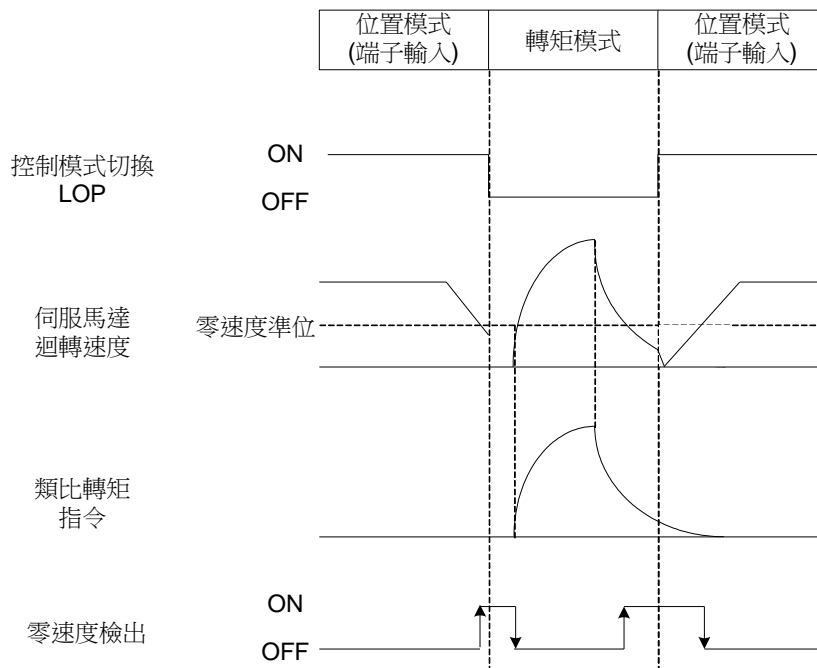 位置模式
(端子輸入)
轉矩模式
位置模式
(端子輸入)
控制模式切換
LOP
ON
OFF
伺服馬達
迴轉速度
零速度準位
類比轉矩
指令
零速度檢出
ON
OFF